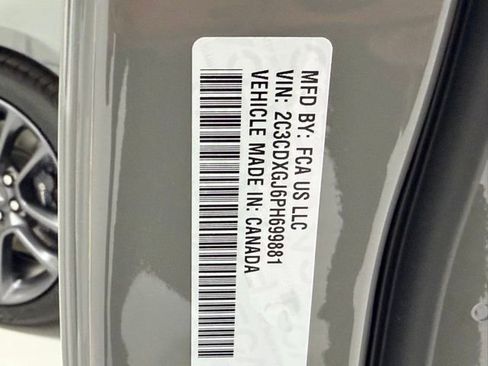 MFD BY: FCA US LLC
VIN: 2C3CDXGJ6PH699881
VEHICLE MADE IN: CANADA